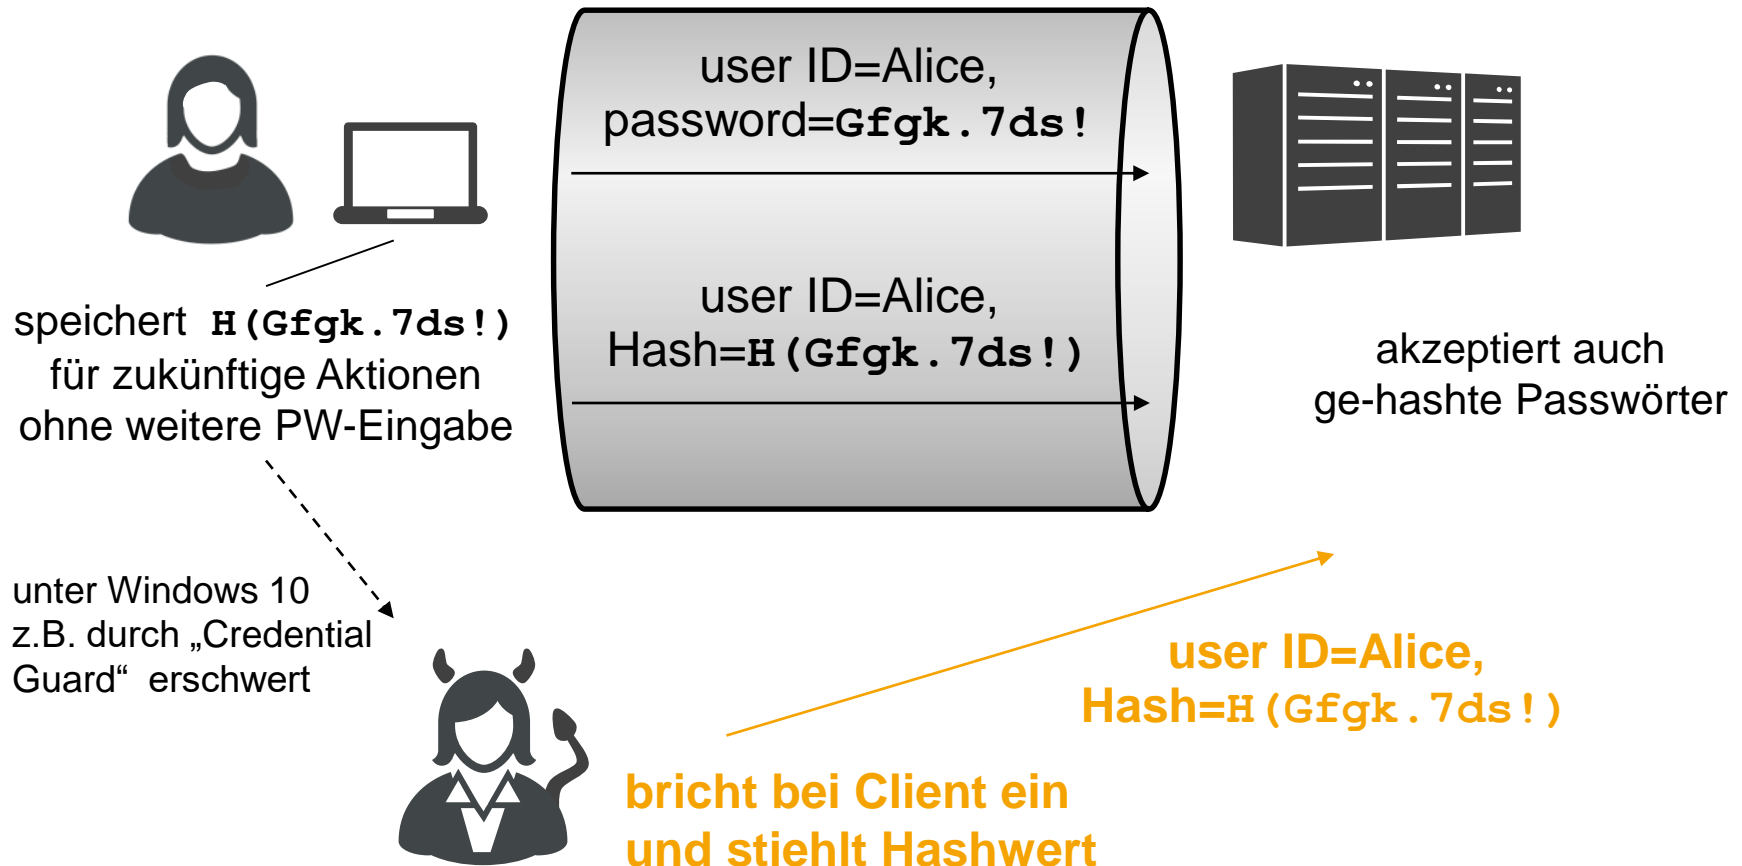 user ID=Alice,
password=Gfgk.7ds!
user ID=Alice,
Hash=H(Gfgk.7ds!)
speichert H(Gfgk.7ds!)
für zukünftige Aktionen
ohne weitere PW-Eingabe
akzeptiert auch
ge-hashte Passwörter
unter Windows 10
z.B. durch „Credential
Guard“ erschwert
user ID=Alice,
Hash=H(Gfgk.7ds!)
bricht bei Client ein
und stiehlt Hashwert